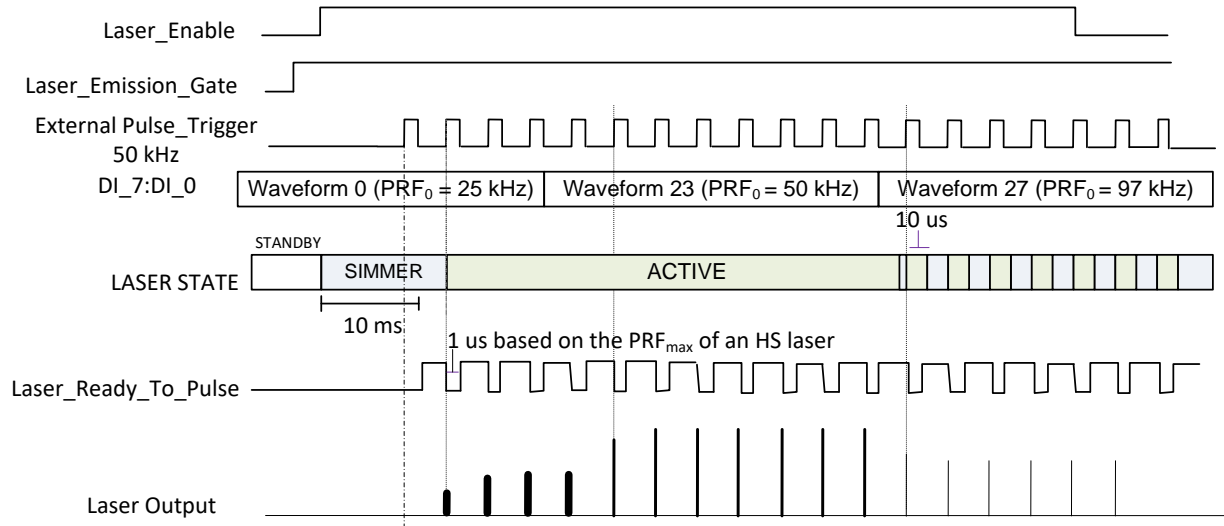 Laser_Enable
Laser_Emission_Gate
External Pulse_Trigger
50 kHz
DI_7:DI_0
Waveform 0 (PRF0 = 25 kHz)
Waveform 23 (PRF0 = 50 kHz)
Waveform 27 (PRF0 = 97 kHz)
10 us
STANDBY
LASER STATE
SIMMER
ACTIVE
10 ms
1 us based on the PRFmax of an HS laser
Laser_Ready_To_Pulse
Laser Output